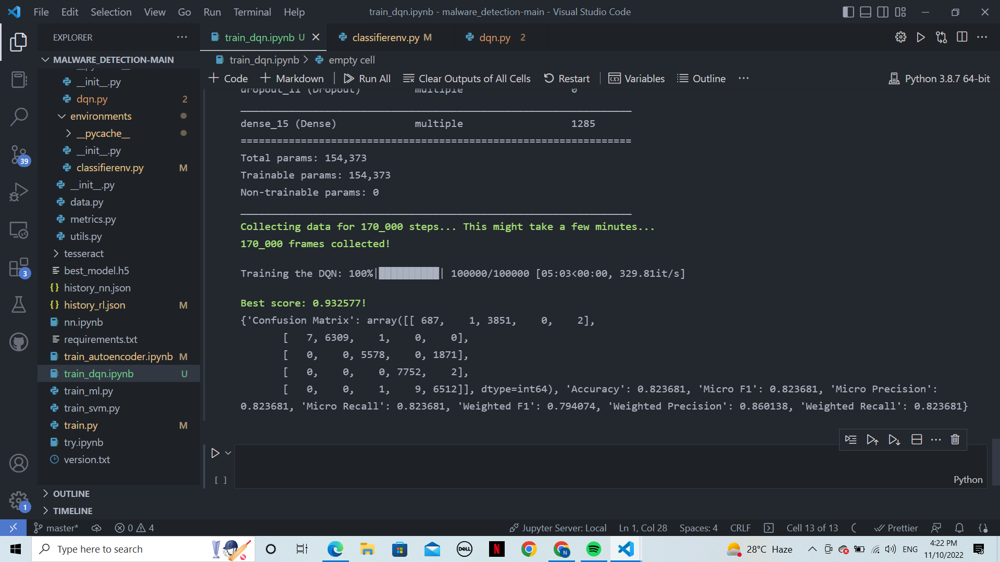 File Edit Selection View Go Run Terminal Help
train_dqn.ipynb - malware_detection-main - Visual Studio Code
EXPLORER
train_dqn.ipynb U
classifierenv.py M
dqn.py 2
MALWARE_DETECTION-MAIN
train_dqn.ipynb > empty cell
+ Code + Markdown Run All Clear Outputs of All Cells Restart Variables Outline ...
Python 3.8.7 64-bit
__init__.py
dqn.py 2
environments
__pycache__
__init__.py
classifierenv.py M
__init__.py
data.py
metrics.py
utils.py
tesseract
best_model.h5
history_nn.json
history_rl.json M
nn.ipynb
requirements.txt
train_autoencoder.ipynb M
train_dqn.ipynb U
train_ml.py
train_svm.py
train.py M
try.ipynb
version.txt
OUTLINE
TIMELINE
39
3
1
dropout_11 (Dropout) multiple 0
dense_15 (Dense) multiple 1285
=================================================================
Total params: 154,373
Trainable params: 154,373
Non-trainable params: 0
Collecting data for 170_000 steps... This might take a few minutes...
170_000 frames collected!
Training the DQN: 100%|██████████| 100000/100000 [05:03<00:00, 329.81it/s]
Best score: 0.932577!
{'Confusion Matrix': array([[ 687, 1, 3851, 0, 2],
[ 7, 6309, 1, 0, 0],
[ 0, 0, 5578, 0, 1871],
[ 0, 0, 0, 7752, 2],
[ 0, 0, 1, 9, 6512]], dtype=int64), 'Accuracy': 0.823681, 'Micro F1': 0.823681, 'Micro Precision':
0.823681, 'Micro Recall': 0.823681, 'Weighted F1': 0.794074, 'Weighted Precision': 0.860138, 'Weighted Recall': 0.823681}
[ ]
Python
master* 0 4
Jupyter Server: Local Ln 1, Col 28 Spaces: 4 CRLF Cell 13 of 13 Prettier
Type here to search
DELL
N
N
28°C Haze
ENG
4:22 PM
11/10/2022